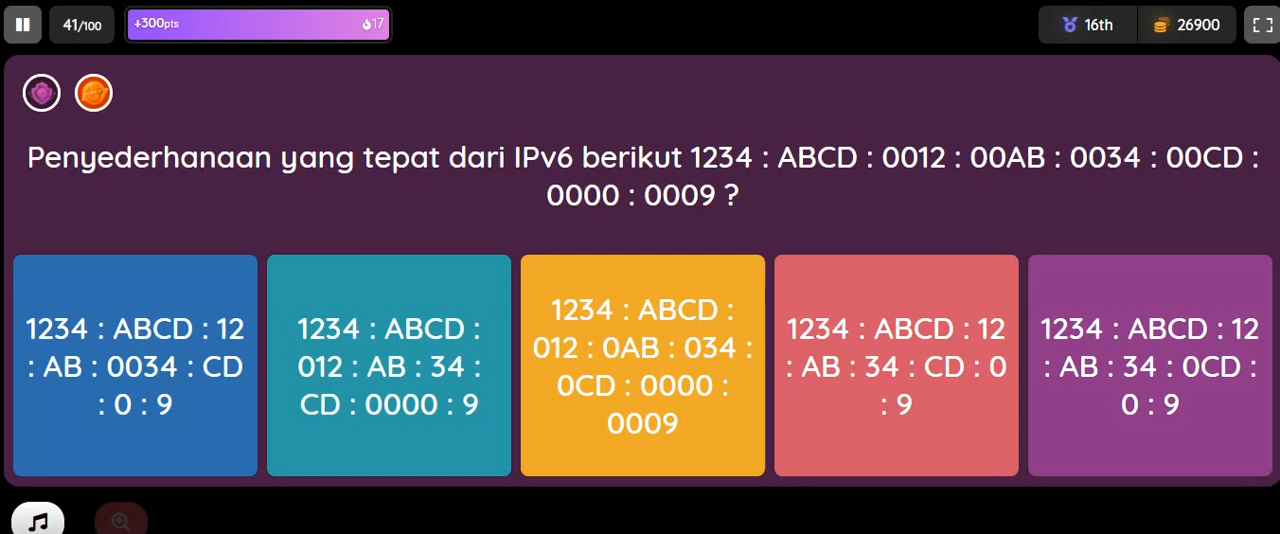 41/100
+300pts
17
16th
26900
Penyederhanaan yang tepat dari IPv6 berikut 1234 : ABCD : 0012 : 00AB : 0034 : 00CD :
0000 : 0009 ?
1234 : ABCD : 12
: AB : 0034 : CD
: 0 : 9
1234 : ABCD :
012 : AB : 34 :
CD : 0000 : 9
1234 : ABCD :
012 : 0AB : 034 :
0CD : 0000 :
0009
1234 : ABCD : 12
: AB : 34 : CD : 0
: 9
1234 : ABCD : 12
: AB : 34 : 0CD :
0 : 9